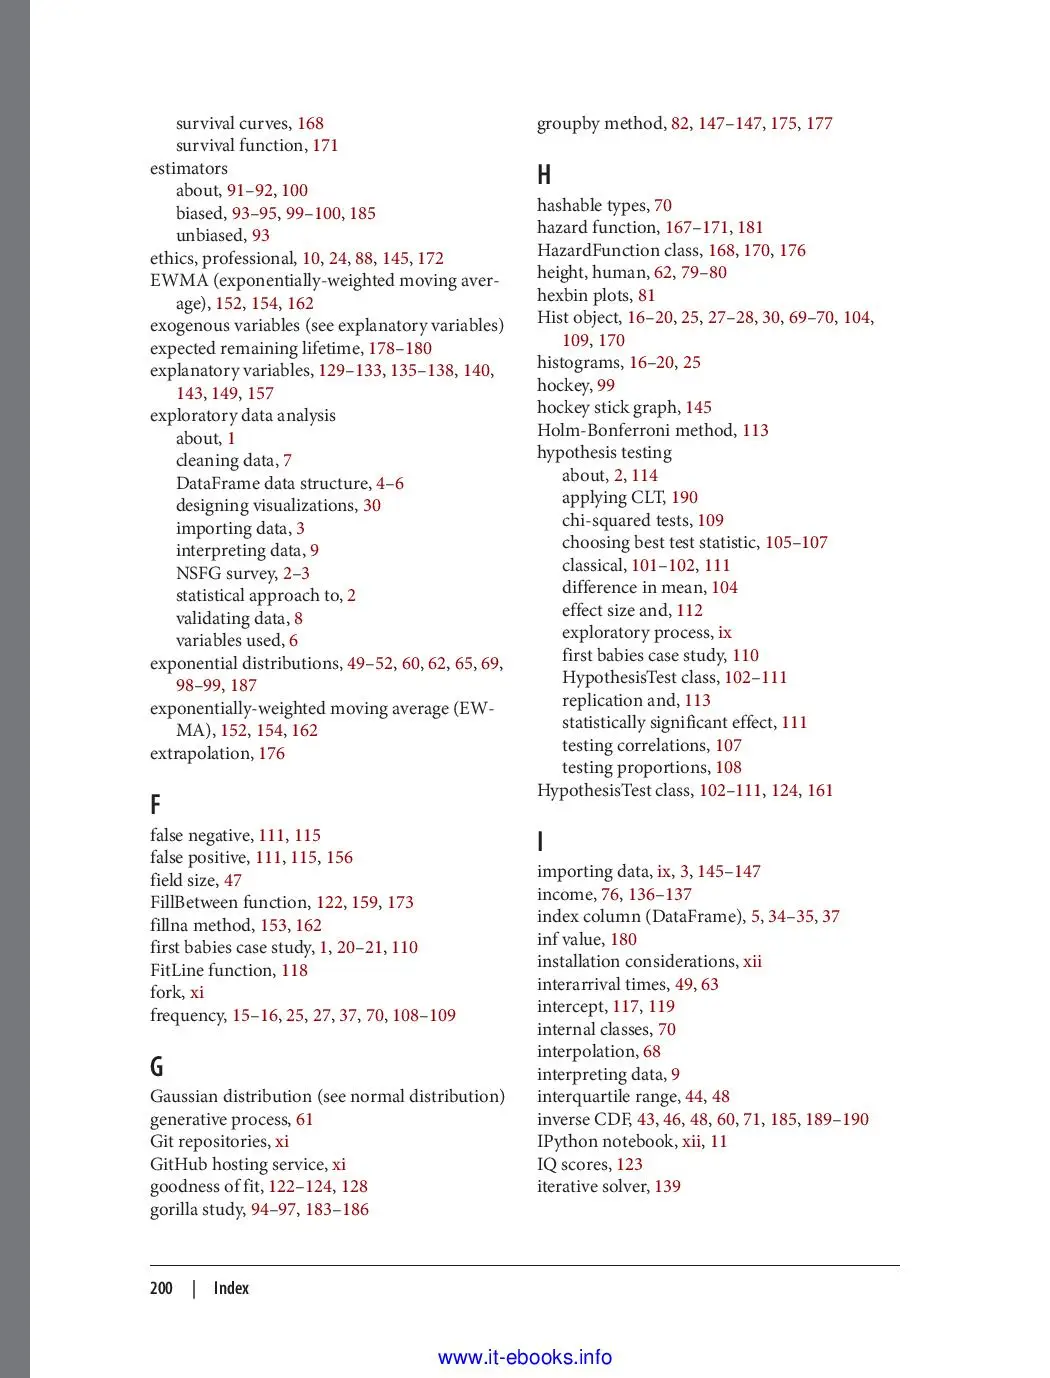 survival curves, 168
survival function, 171
estimators
about, 91–92, 100
biased, 93–95, 99–100, 185
unbiased, 93
ethics, professional, 10, 24, 88, 145, 172
EWMA (exponentially-weighted moving aver-
age), 152, 154, 162
exogenous variables (see explanatory variables)
expected remaining lifetime, 178–180
explanatory variables, 129–133, 135–138, 140,
143, 149, 157
exploratory data analysis
about, 1
cleaning data, 7
DataFrame data structure, 4–6
designing visualizations, 30
importing data, 3
interpreting data, 9
NSFG survey, 2–3
statistical approach to, 2
validating data, 8
variables used, 6
exponential distributions, 49–52, 60, 62, 65, 69,
98–99, 187
exponentially-weighted moving average (EW-
MA), 152, 154, 162
extrapolation, 176
F
false negative, 111, 115
false positive, 111, 115, 156
field size, 47
FillBetween function, 122, 159, 173
fillna method, 153, 162
first babies case study, 1, 20–21, 110
FitLine function, 118
fork, xi
frequency, 15–16, 25, 27, 37, 70, 108–109
G
Gaussian distribution (see normal distribution)
generative process, 61
Git repositories, xi
GitHub hosting service, xi
goodness of fit, 122–124, 128
gorilla study, 94–97, 183–186
groupby method, 82, 147–147, 175, 177
H
hashable types, 70
hazard function, 167–171, 181
HazardFunction class, 168, 170, 176
height, human, 62, 79–80
hexbin plots, 81
Hist object, 16–20, 25, 27–28, 30, 69–70, 104,
109, 170
histograms, 16–20, 25
hockey, 99
hockey stick graph, 145
Holm-Bonferroni method, 113
hypothesis testing
about, 2, 114
applying CLT, 190
chi-squared tests, 109
choosing best test statistic, 105–107
classical, 101–102, 111
difference in mean, 104
effect size and, 112
exploratory process, ix
first babies case study, 110
HypothesisTest class, 102–111
replication and, 113
statistically significant effect, 111
testing correlations, 107
testing proportions, 108
HypothesisTest class, 102–111, 124, 161
I
importing data, ix, 3, 145–147
income, 76, 136–137
index column (DataFrame), 5, 34–35, 37
inf value, 180
installation considerations, xii
interarrival times, 49, 63
intercept, 117, 119
internal classes, 70
interpolation, 68
interpreting data, 9
interquartile range, 44, 48
inverse CDF, 43, 46, 48, 60, 71, 185, 189–190
IPython notebook, xii, 11
IQ scores, 123
iterative solver, 139
200 | Index
www.it-ebooks.info